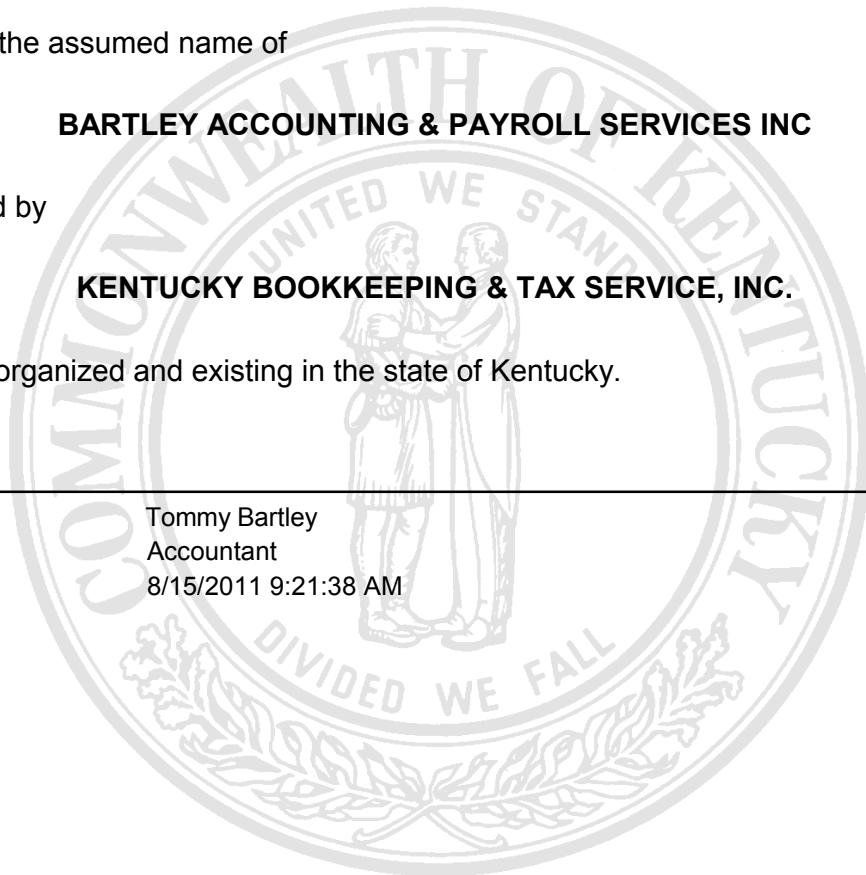 the assumed name of
BARTLEY ACCOUNTING & PAYROLL SERVICES INC
d by
KENTUCKY BOOKKEEPING & TAX SERVICE, INC.
organized and existing in the state of Kentucky.
Tommy Bartley
Accountant
8/15/2011 9:21:38 AM
COMMONWEALTH OF KENTUCKY
UNITED WE STAND
DIVIDED WE FALL